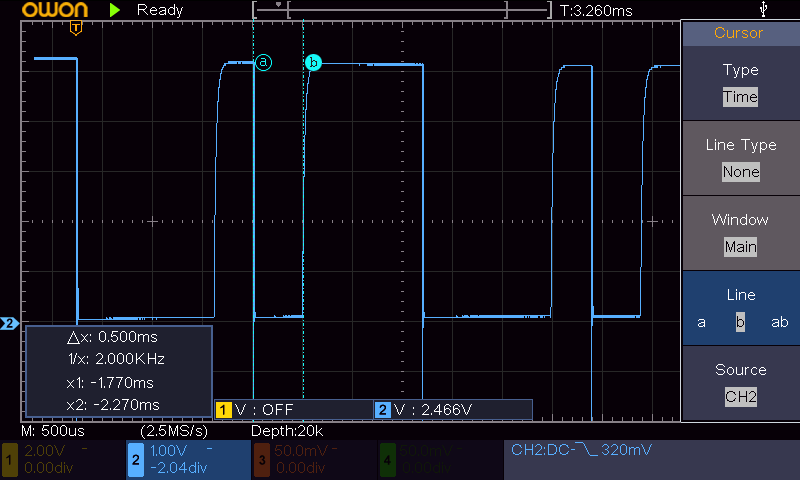 owon Ready T:3.260ms
T
Cursor
Type
Time
Line Type
None
Window
Main
Line
a b ab
Source
CH2
a b
2
△x: 0.500ms
1/x: 2.000KHz
x1: -1.770ms
x2: -2.270ms
1 V : OFF 2 V : 2.466V
M: 500us (2.5MS/s) Depth:20k
1 2.00V 0.00div
2 1.00V -2.04div
3 50.0mV 0.00div
4 50.0mV 0.00div
CH2:DC- 320mV